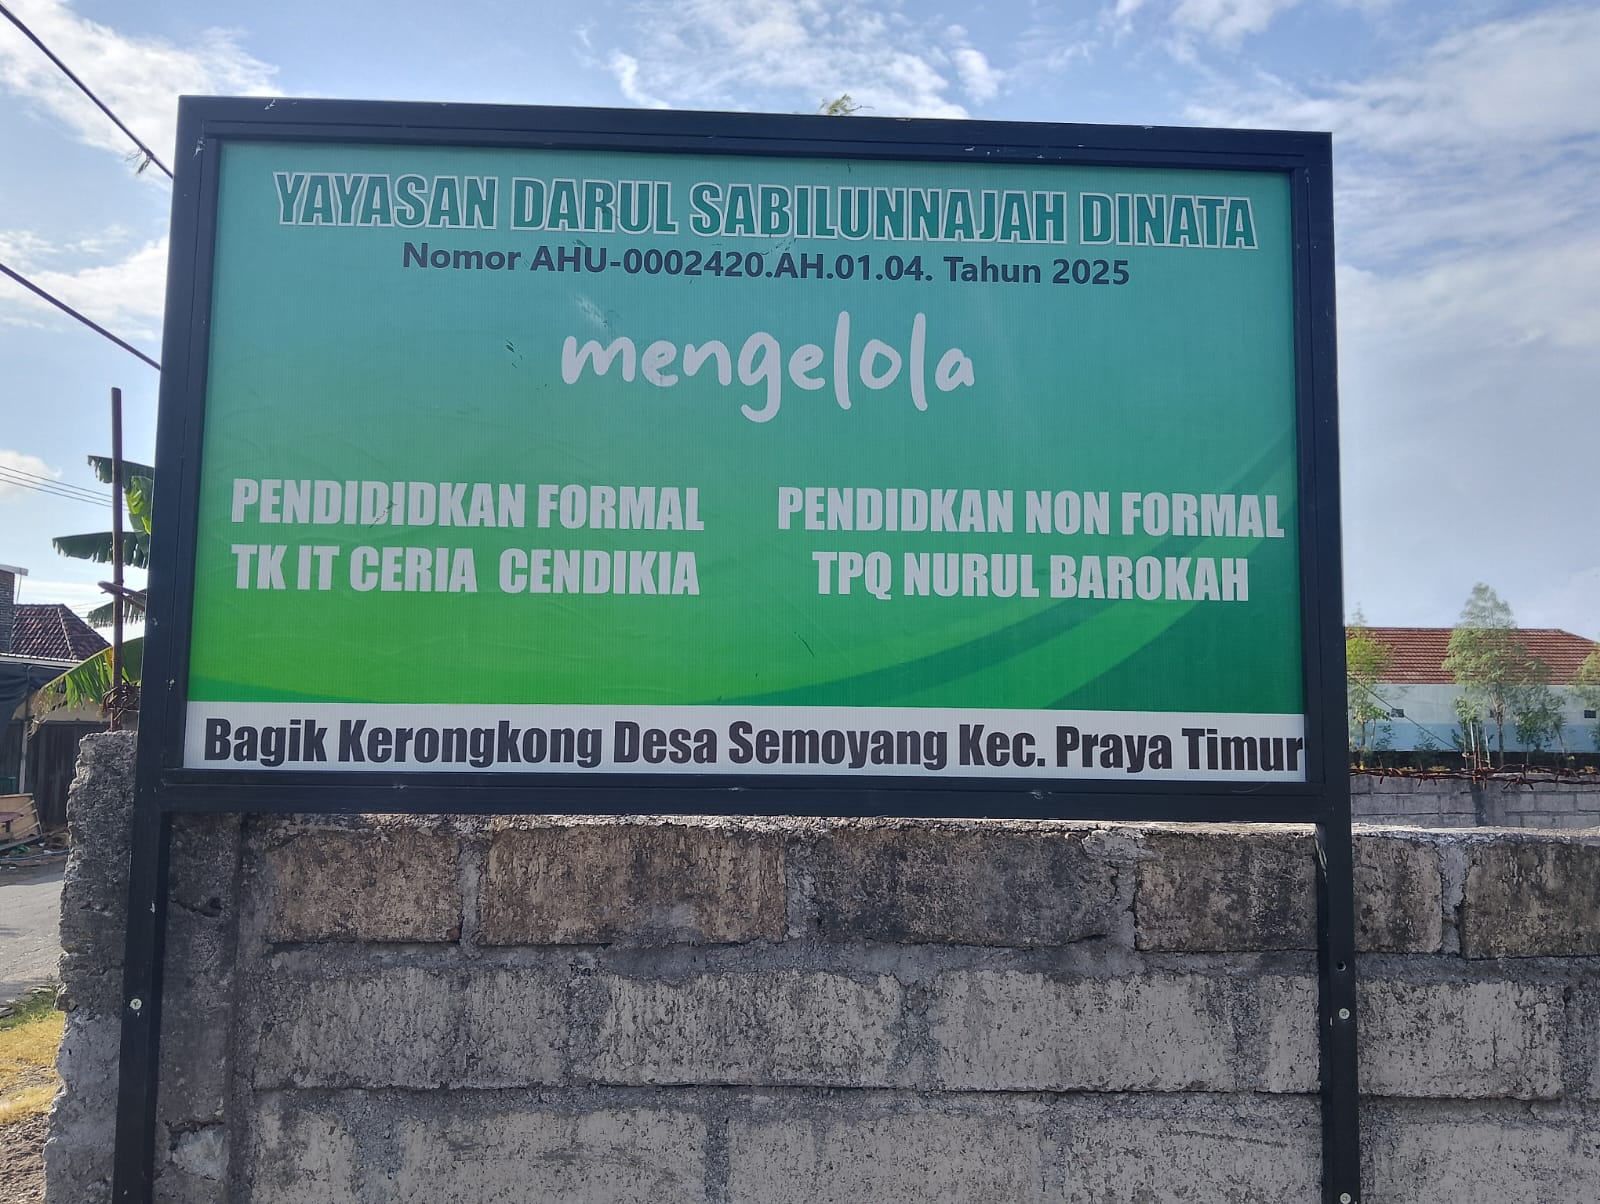 YAYASAN DARUL SABILUNNAJAH DINATA
Nomor AHU-0002420.AH.01.04. Tahun 2025
mengelola
PENDIDIDKAN FORMAL
TK IT CERIA CENDIKIA
PENDIDKAN NON FORMAL
TPQ NURUL BAROKAH
Bagik Kerongkong Desa Semoyang Kec. Praya Timur